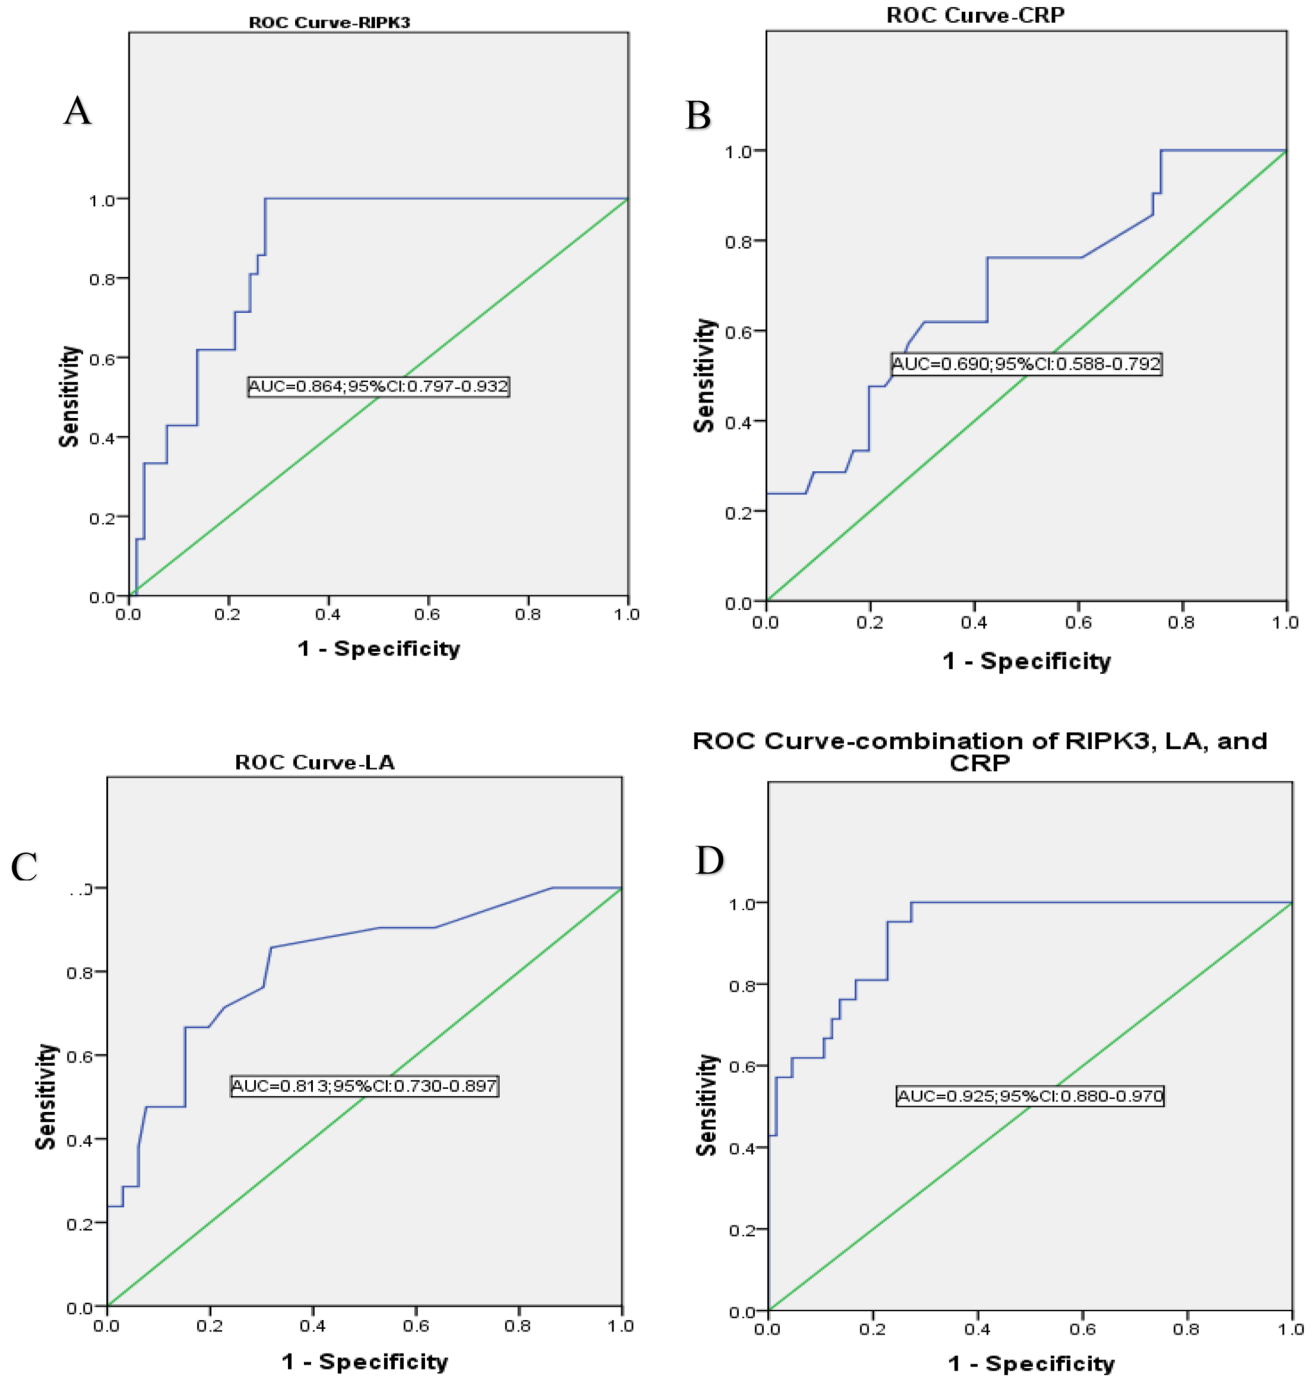 ROC Curve-RIPK3
A
1.0
0.8
0.6
0.4
0.2
0.0
Sensitivity
AUC=0.864;95%CI:0.797-0.932
0.0 0.2 0.4 0.6 0.8 1.0
1 - Specificity
ROC Curve-CRP
B
1.0
0.8
0.6
0.4
0.2
0.0
Sensitivity
AUC=0.690;95%CI:0.588-0.792
0.0 0.2 0.4 0.6 0.8 1.0
1 - Specificity
ROC Curve-LA
C
0.8
0.6
0.4
0.2
0.0
Sensitivity
AUC=0.813;95%CI:0.730-0.897
0.0 0.2 0.4 0.6 0.8 1.0
1 - Specificity
ROC Curve-combination of RIPK3, LA, and
CRP
D
1.0
0.8
0.6
0.4
0.2
0.0
Sensitivity
AUC=0.925;95%CI:0.880-0.970
0.0 0.2 0.4 0.6 0.8 1.0
1 - Specificity